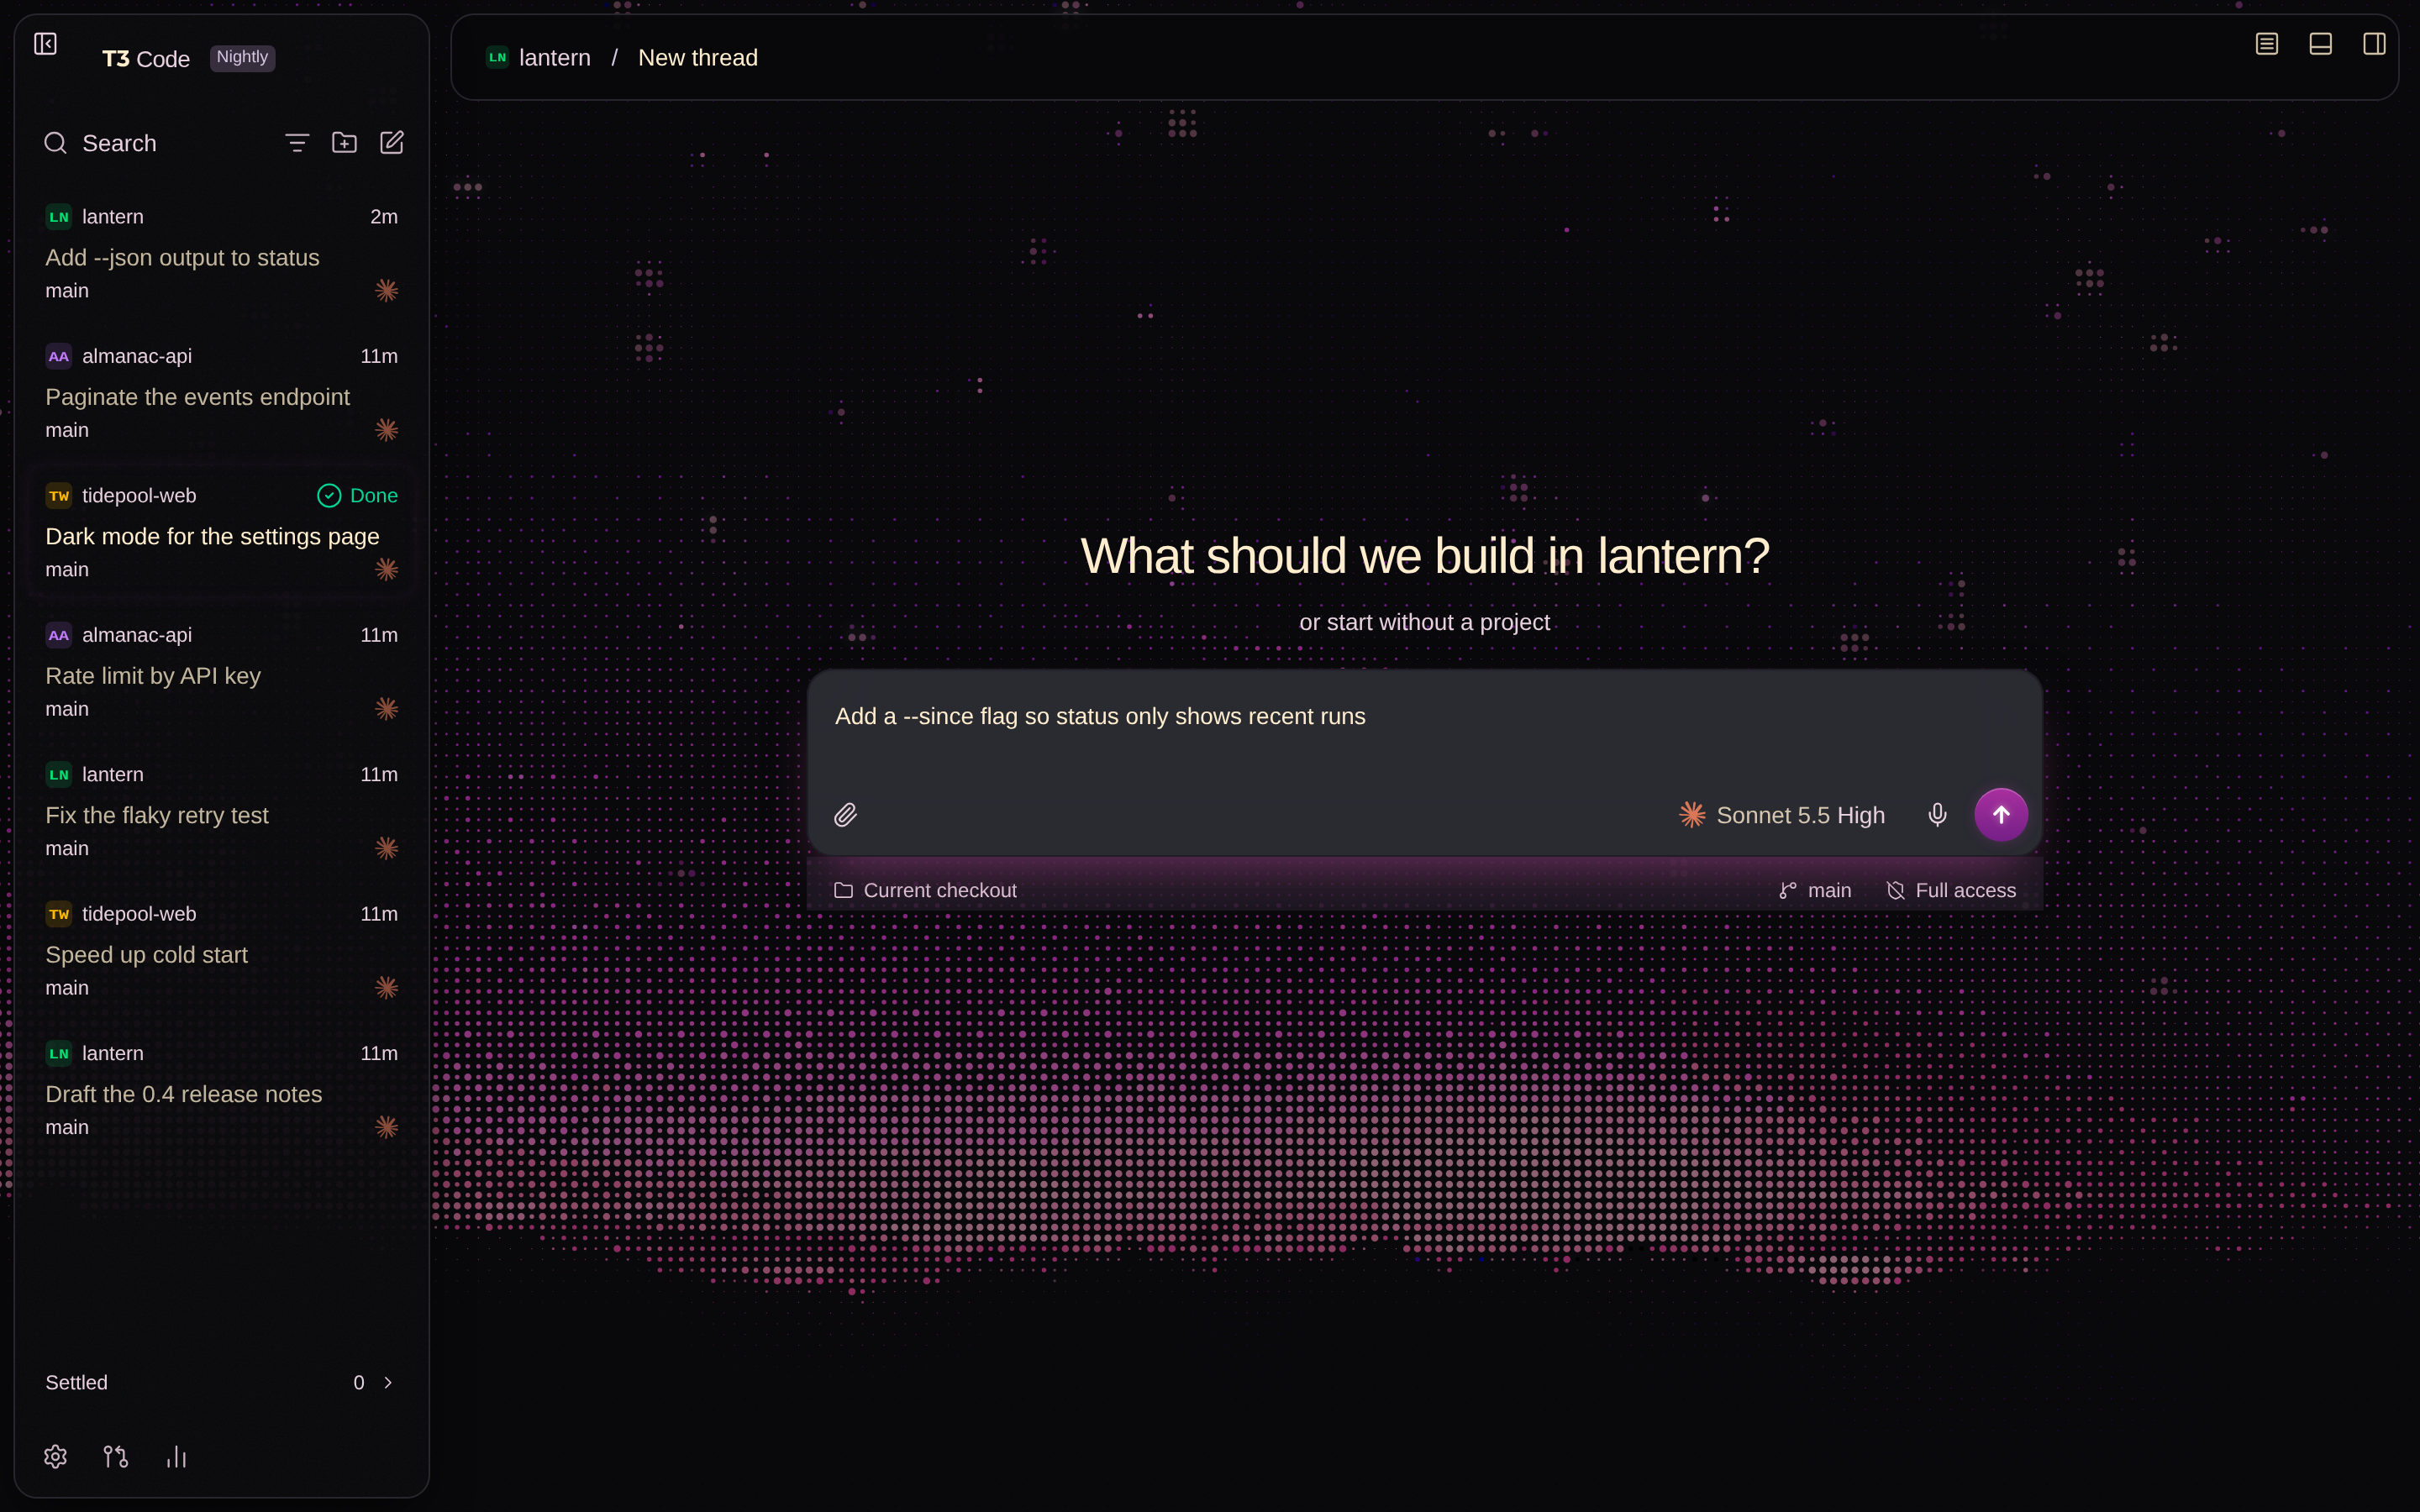 T3 Code Nightly
LN lantern / New thread
Search
LN lantern 2m
Add --json output to status
main
AA almanac-api 11m
Paginate the events endpoint
main
TW tidepool-web Done
Dark mode for the settings page
main
AA almanac-api 11m
Rate limit by API key
main
LN lantern 11m
Fix the flaky retry test
main
TW tidepool-web 11m
Speed up cold start
main
LN lantern 11m
Draft the 0.4 release notes
main
Settled 0
What should we build in lantern?
or start without a project
Add a --since flag so status only shows recent runs
Sonnet 5.5 High
Current checkout main Full access